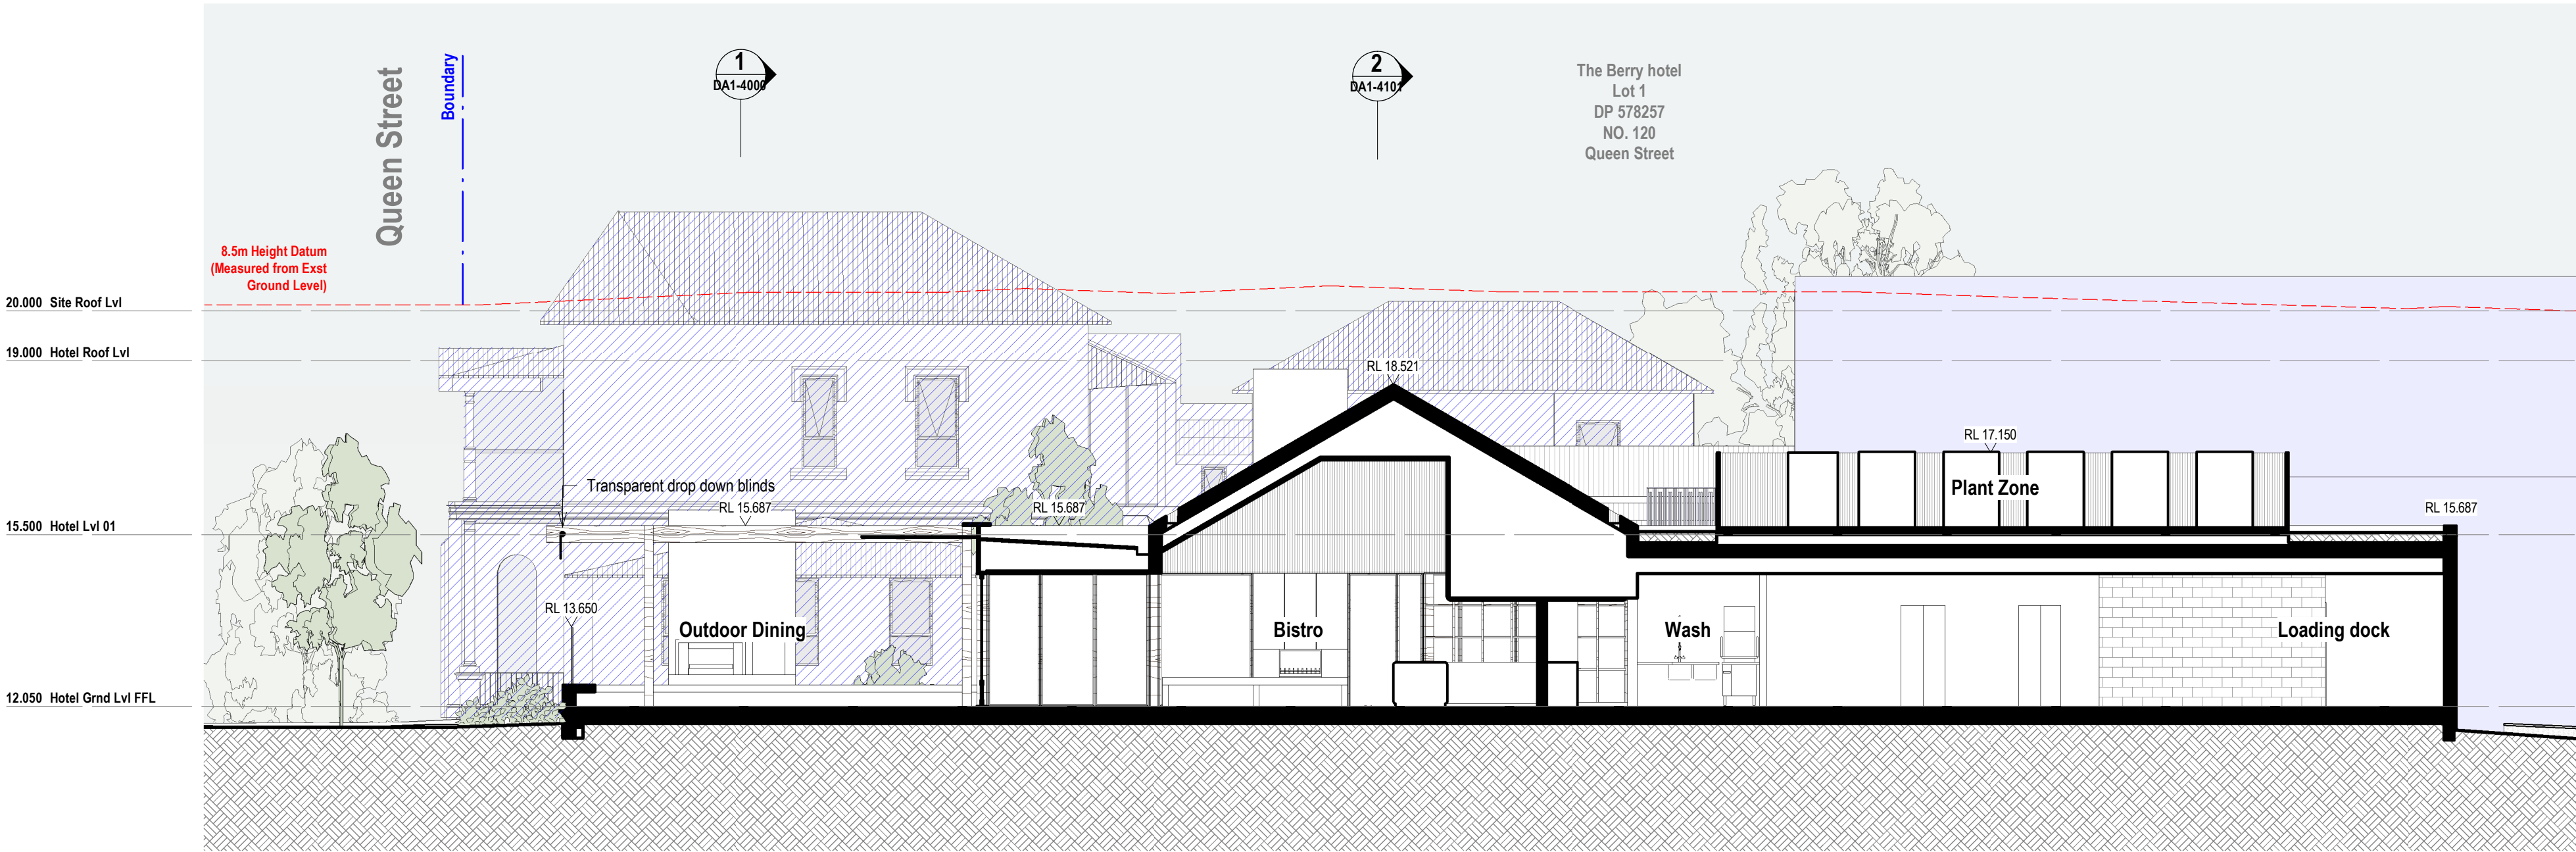 Queen Street
Boundary
1
DA1-4000
2
DA1-4101
The Berry hotel
Lot 1
DP 578257
NO. 120
Queen Street
8.5m Height Datum
(Measured from Exst
Ground Level)
20.000 Site Roof Lvl
19.000 Hotel Roof Lvl
RL 18.521
RL 17.150
Transparent drop down blinds
Plant Zone
RL 15.687
RL 15.687
RL 15.687
15.500 Hotel Lvl 01
RL 13.650
Outdoor Dining
Bistro
Wash
Loading dock
12.050 Hotel Grnd Lvl FFL